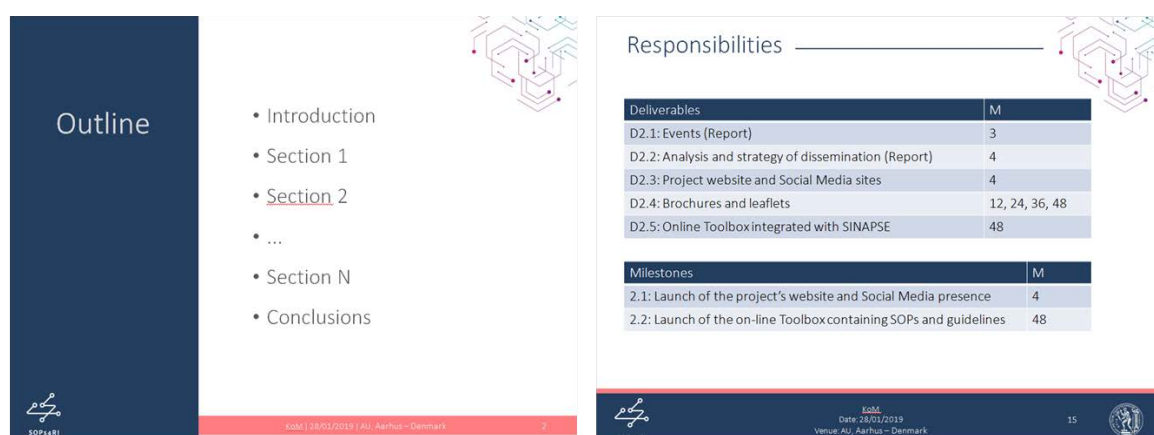 Outline
• Introduction
• Section 1
• Section 2
• ...
• Section N
• Conclusions
SOPs4RI
KoM | 28/01/2019 | AU, Aarhus – Denmark 2
Responsibilities
Deliverables M
D2.1: Events (Report) 3
D2.2: Analysis and strategy of dissemination (Report) 4
D2.3: Project website and Social Media sites 4
D2.4: Brochures and leaflets 12, 24, 36, 48
D2.5: Online Toolbox integrated with SINAPSE 48
Milestones M
2.1: Launch of the project's website and Social Media presence 4
2.2: Launch of the on-line Toolbox containing SOPs and guidelines 48
KoM
Date: 28/01/2019
Venue: AU, Aarhus – Denmark
15